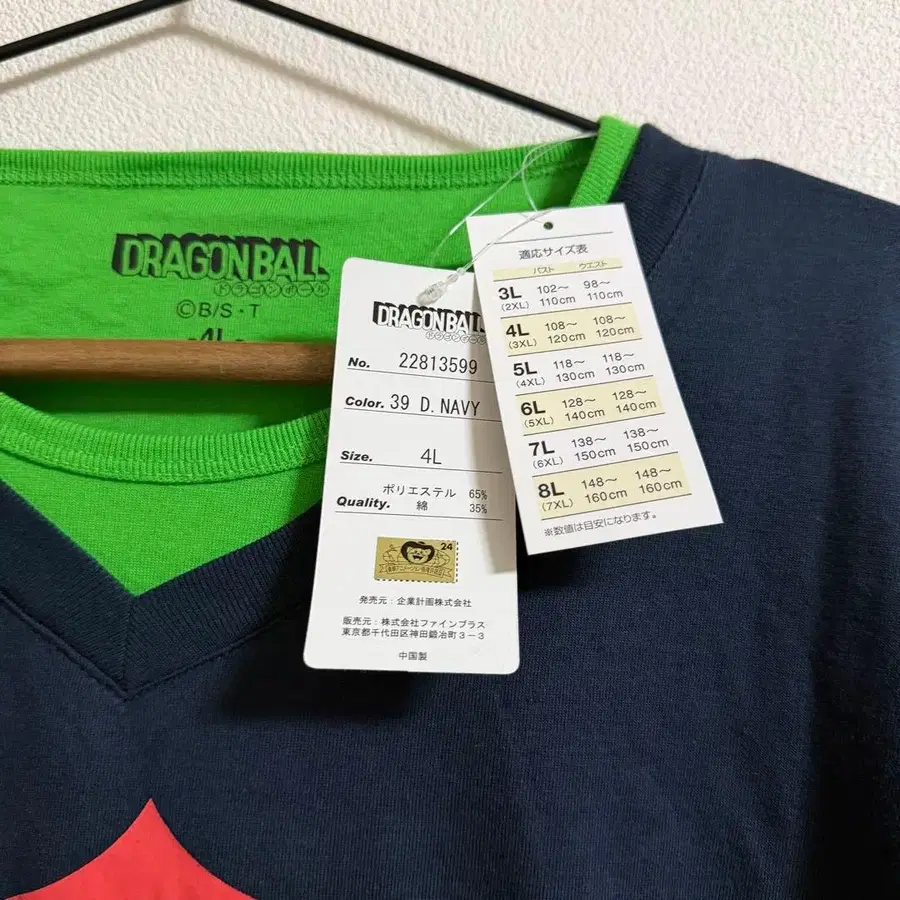 DRAGONBALL
ドラゴンボール
©B/S・T
4L
DRAGONBALL
No. 22813599
Color. 39 D. NAVY
Size. 4L
Quality. ポリエステル 65%
綿 35%
24
発売元：企業計画株式会社
販売元：株式会社ファインプラス
東京都千代田区神田鍛冶町3－3
中国製
適応サイズ表
バスト ウエスト
3L (2XL) 102〜110cm 98〜110cm
4L (3XL) 108〜120cm 108〜120cm
5L (4XL) 118〜130cm 118〜130cm
6L (5XL) 128〜140cm 128〜140cm
7L (6XL) 138〜150cm 138〜150cm
8L (7XL) 148〜160cm 148〜160cm
※数値は目安になります。